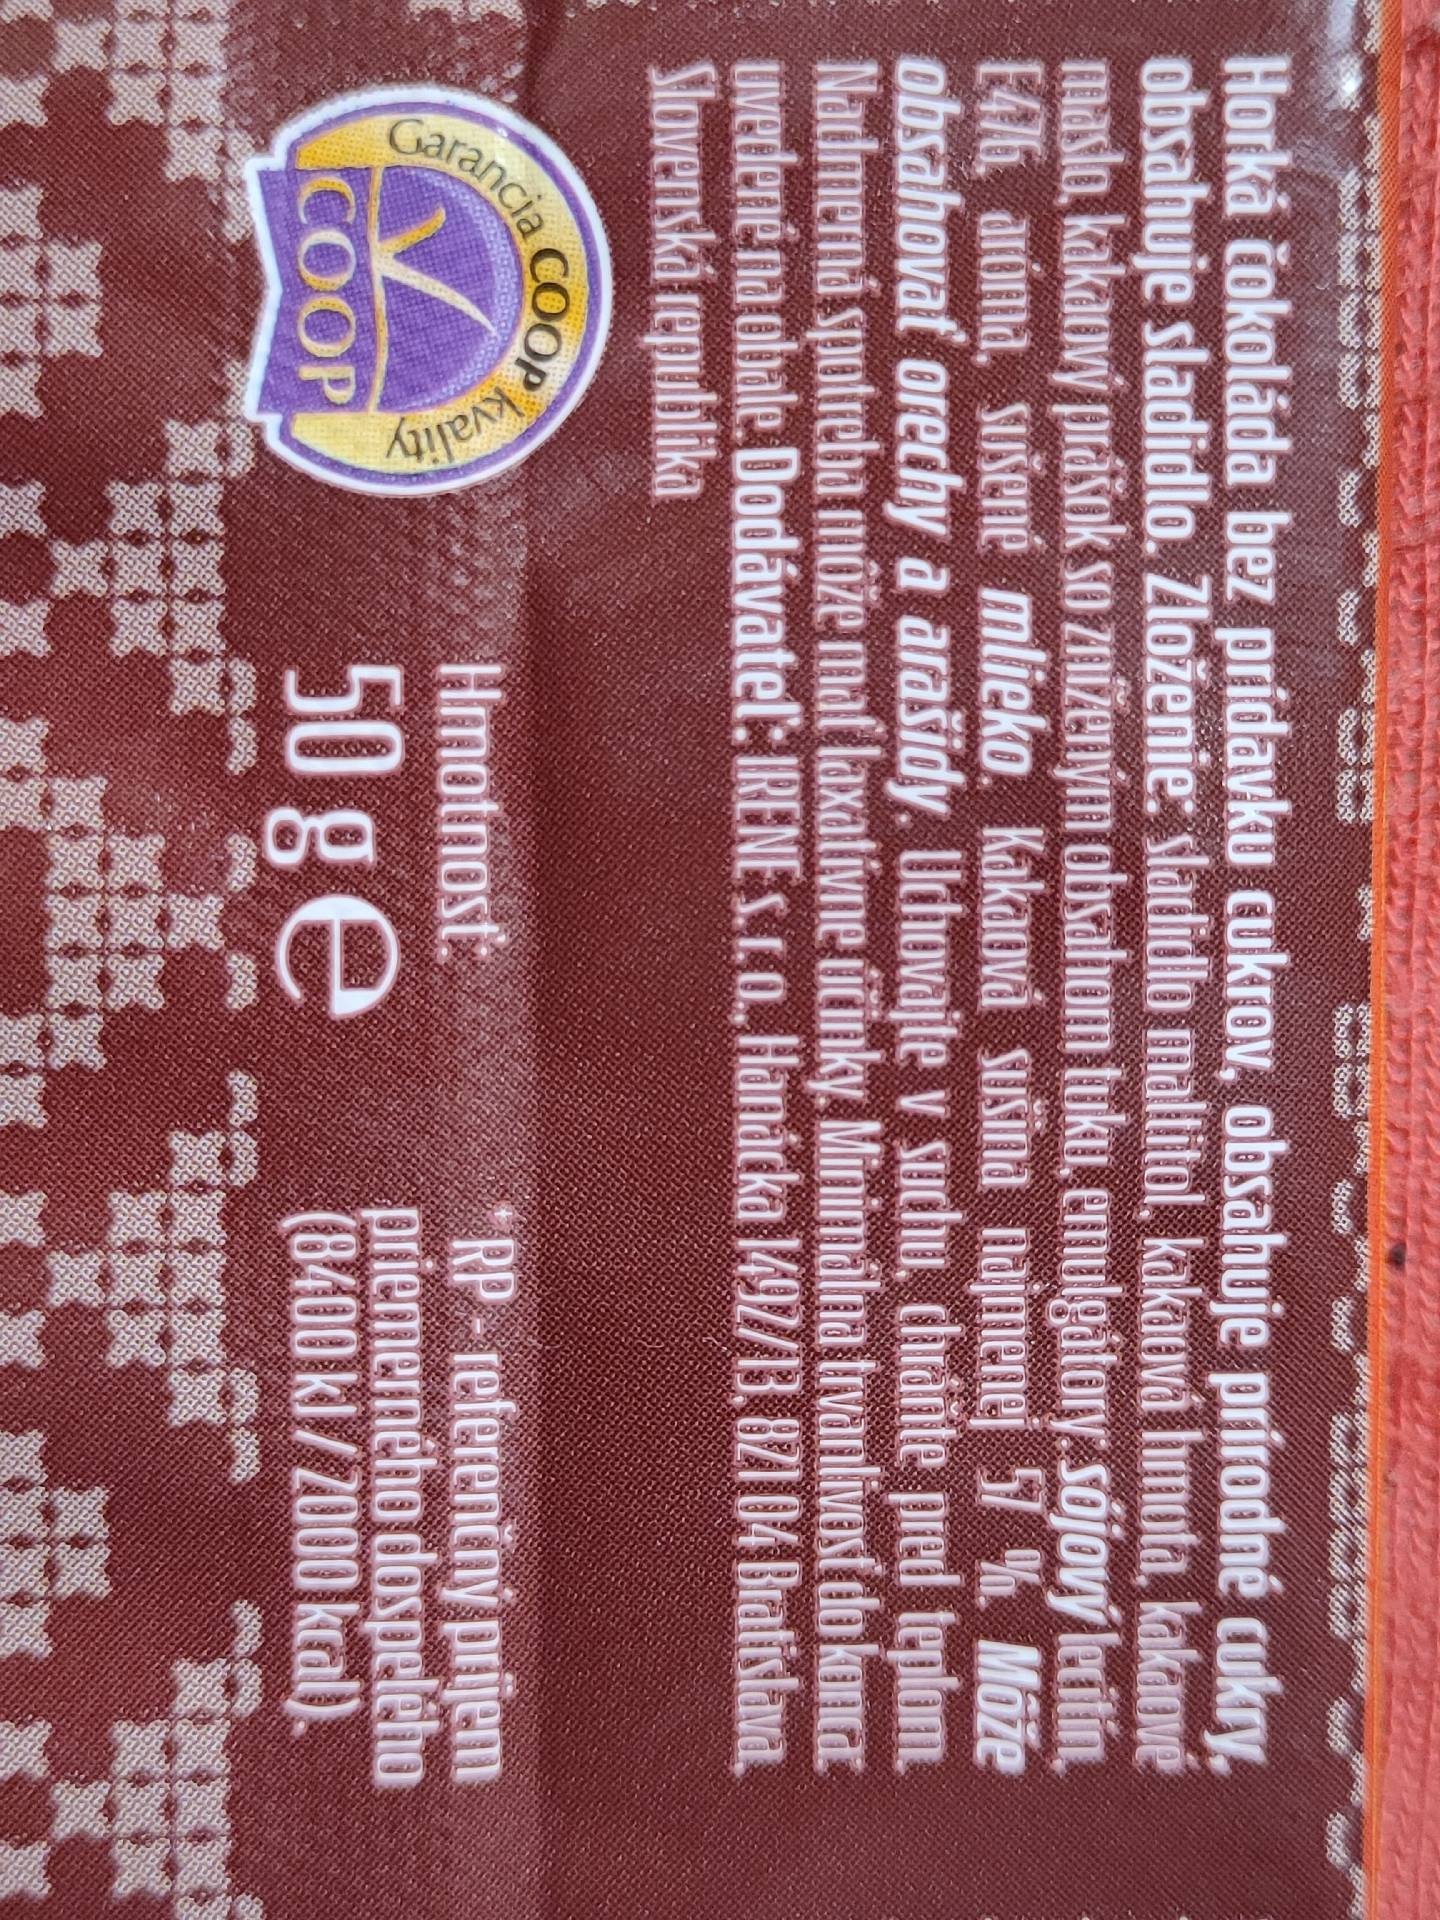 Horká čokoláda bez prídavku cukrov, obsahuje prírodné cukry,
obsahuje sladidlo. Zloženie: sladidlo maltitol, kakaová hmota, kakaové
maslo, kakaový prášok so zníženým obsahom tuku, emulgátory: sójový lecitín,
E476, aróma, sušené mlieko. Kakaová sušina najmenej 57 %. Môže
obsahovať orechy a arašidy. Uchovajte v suchu, chráňte pred teplom.
Nadmerná spotreba môže mať laxatívne účinky. Minimálna trvanlivosť do konca:
uvedené na obale. Dodávateľ: IRENE s.r.o., Hanácka 1492/13, 821 04 Bratislava,
Slovenská republika
Garancia COOP kvality
COOP
Hmotnosť:
50 g e
*RP - referenčný príjem
priemerného dospelého
(8400 kJ / 2000 kcal).